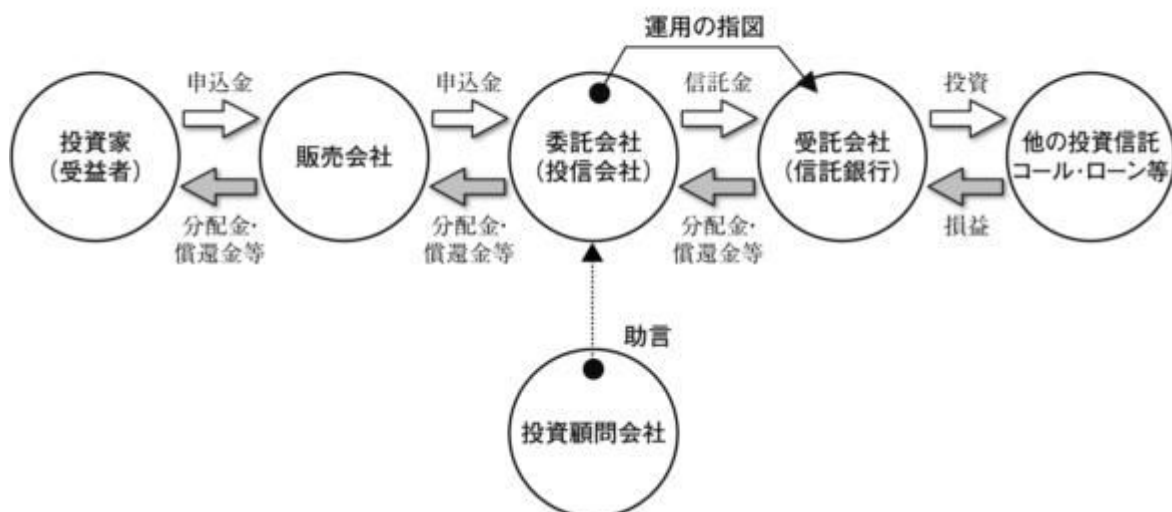 運用の指図
申込金
申込金
信託金
投資
投資家
(受益者)
販売会社
委託会社
(投信会社)
受託会社
(信託銀行)
他の投資信託
コール・ローン等
分配金・
償還金等
分配金・
償還金等
分配金・
償還金等
損益
助言
投資顧問会社